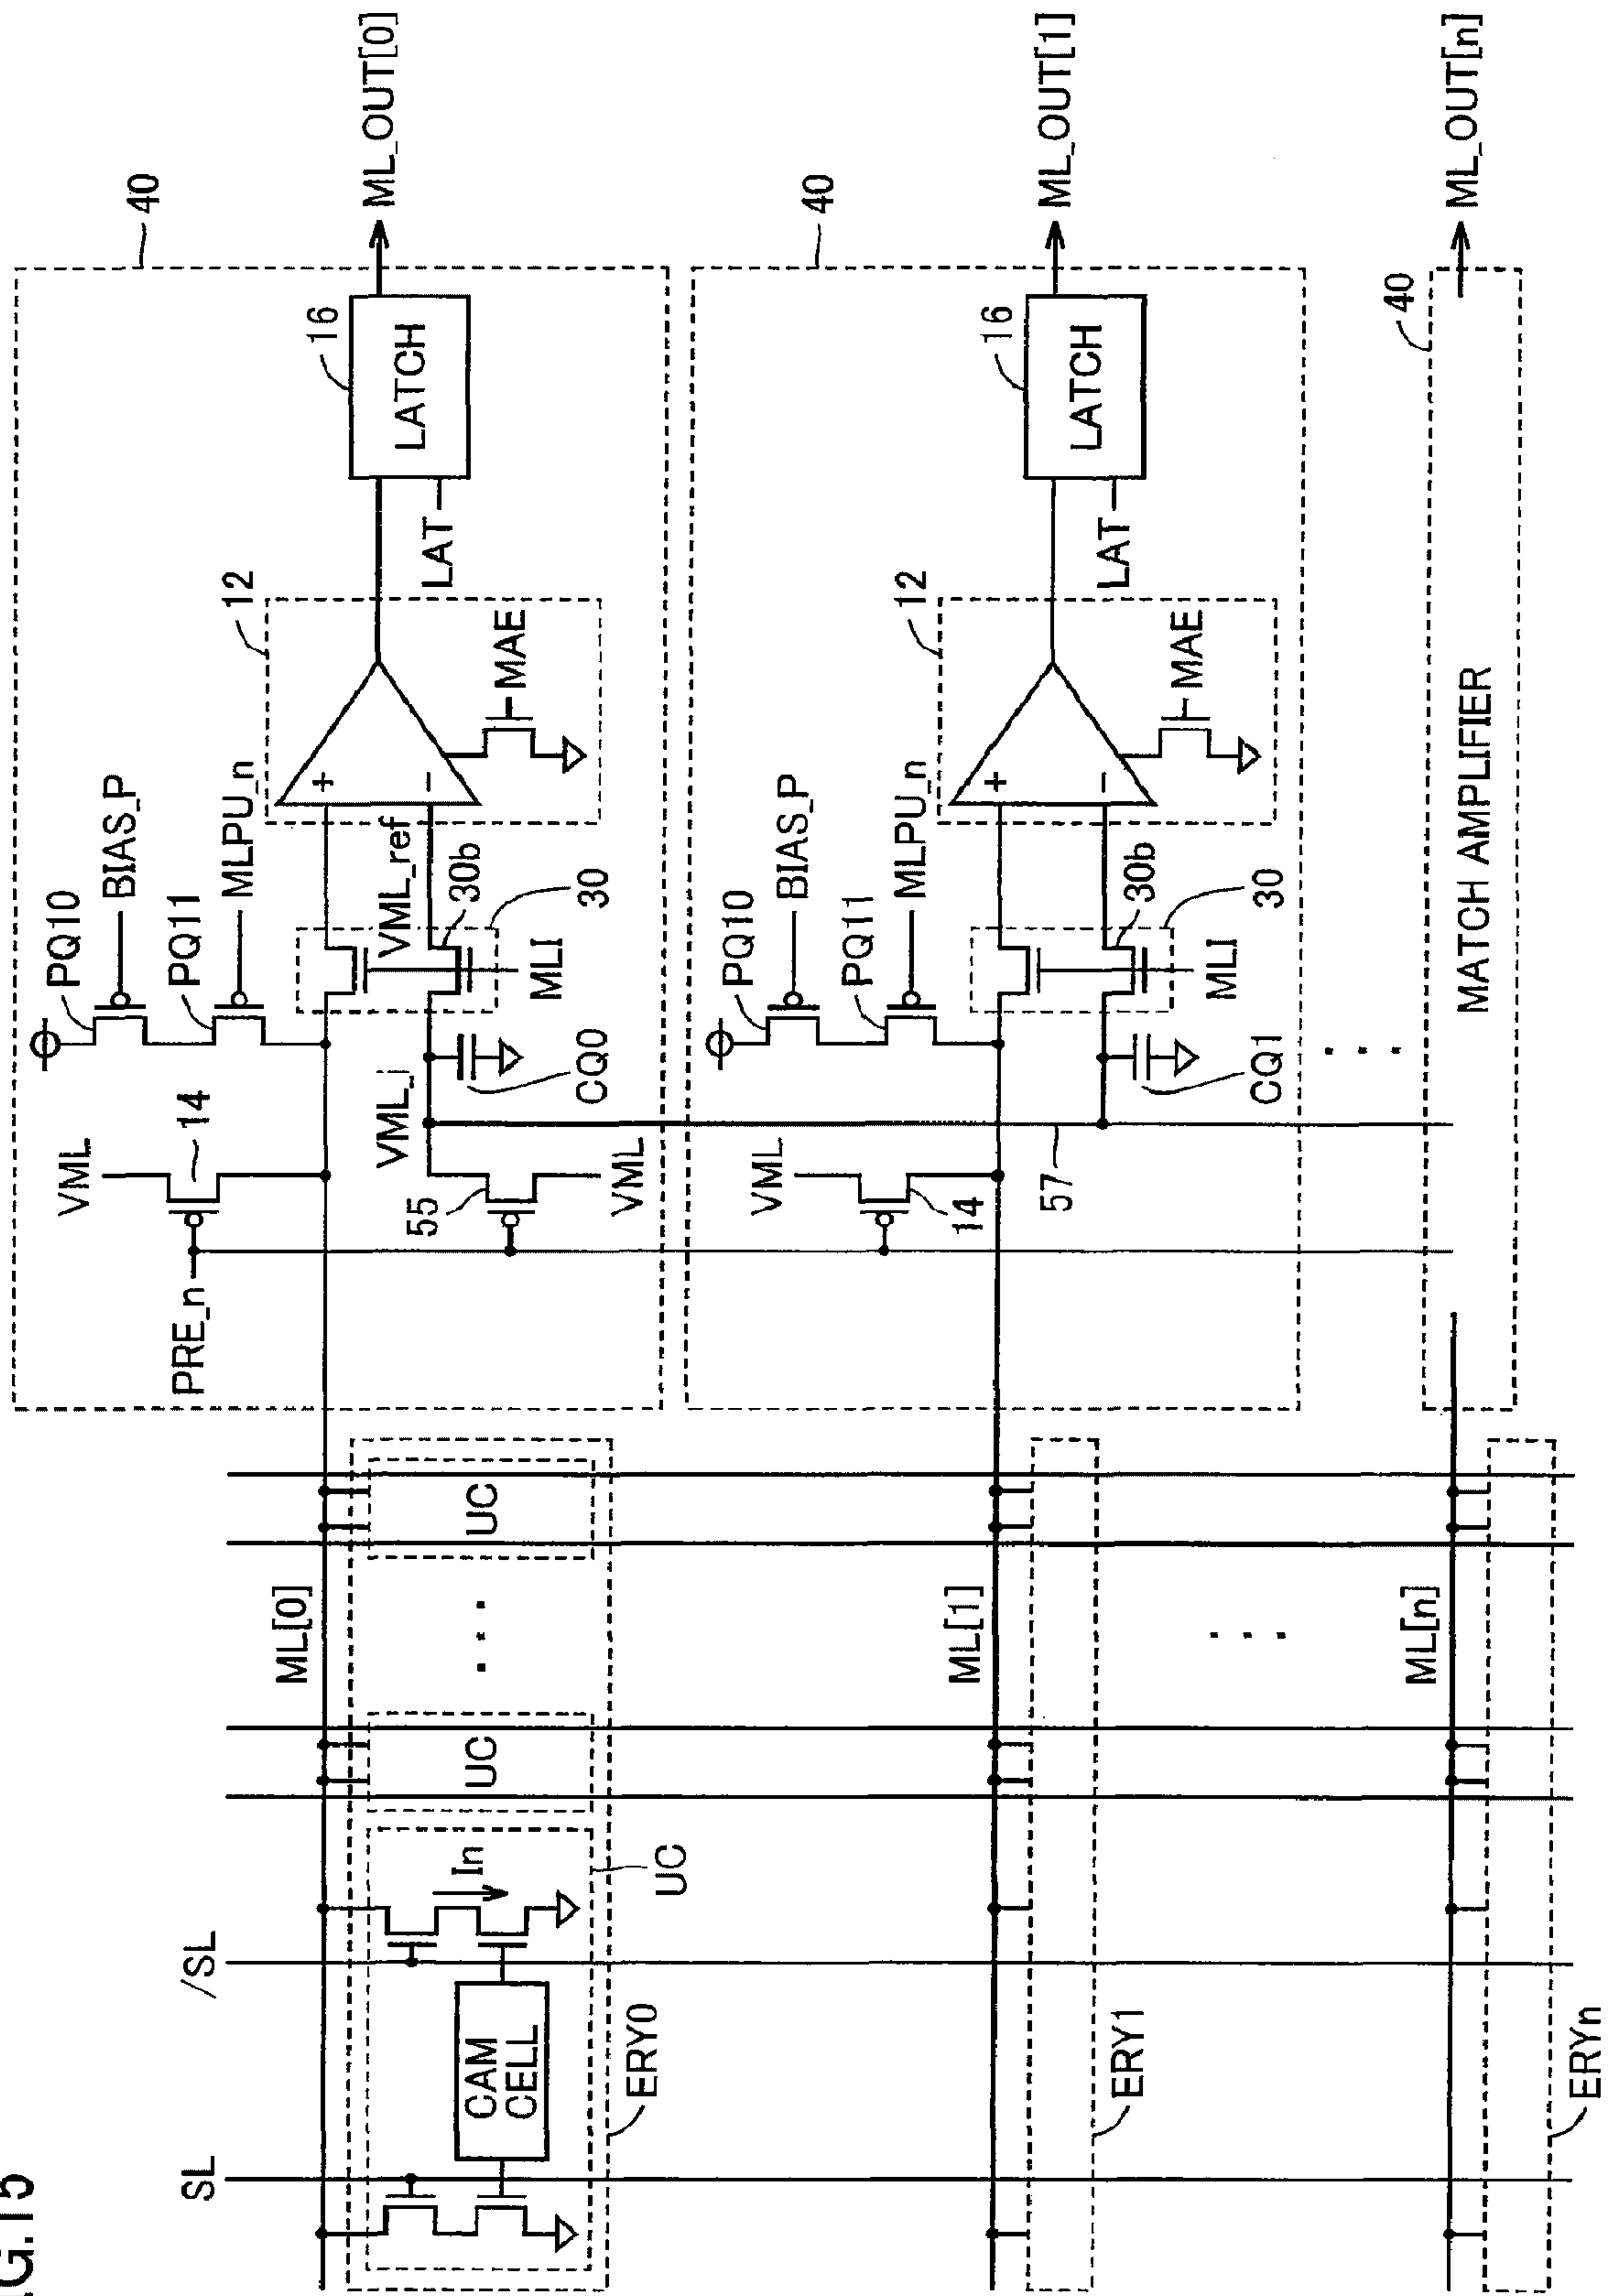 FIG.15
SL
/SL
ML[0]
CAM
CELL
In
UC
UC
UC
ERY0
PRE_n
VML
14
PQ10
BIAS_P
PQ11
MLPU_n
12
40
VML_ref
VML_j
30b
30
MLI
CQ0
55
VML
+
−
MAE
16
LATCH
LAT
ML_OUT[0]
ML[1]
ERY1
VML
14
57
PQ10
BIAS_P
PQ11
MLPU_n
12
40
30b
30
MLI
CQ1
+
−
MAE
16
LATCH
LAT
ML_OUT[1]
ML[n]
ERYn
MATCH AMPLIFIER
40
ML_OUT[n]